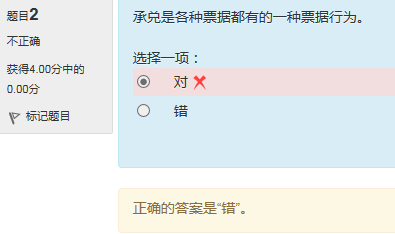 题目2
不正确
获得4.00分中的
0.00分
标记题目
承兑是各种票据都有的一种票据行为。
选择一项：
对
错
正确的答案是“错”。